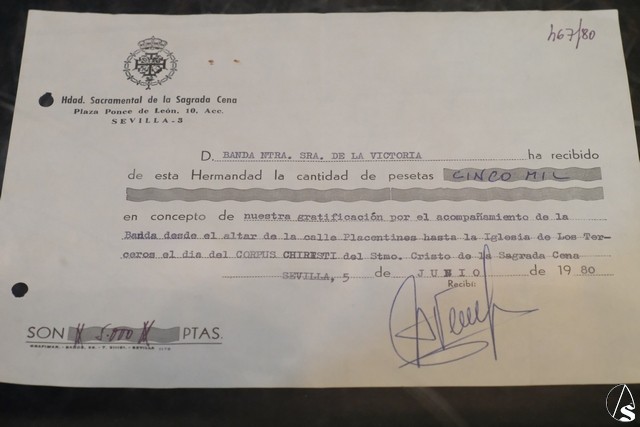 467/80
Hdad. Sacramental de la Sagrada Cena
Plaza Ponce de León, 10, Acc.
SEVILLA-3
D. BANDA NTRA. SRA. DE LA VICTORIA ha recibido
de esta Hermandad la cantidad de pesetas CINCO MIL
en concepto de nuestra gratificación por el acompañamiento de la
Banda desde el altar de la calle Placentines hasta la Iglesia de Los Ter-
ceros el dia del CORPUS CHIRSTI del Stmo. Cristo de la Sagrada Cena
SEVILLA, 5 de JUNIO de 1980
Recibí:
SON 5.000 PTAS.